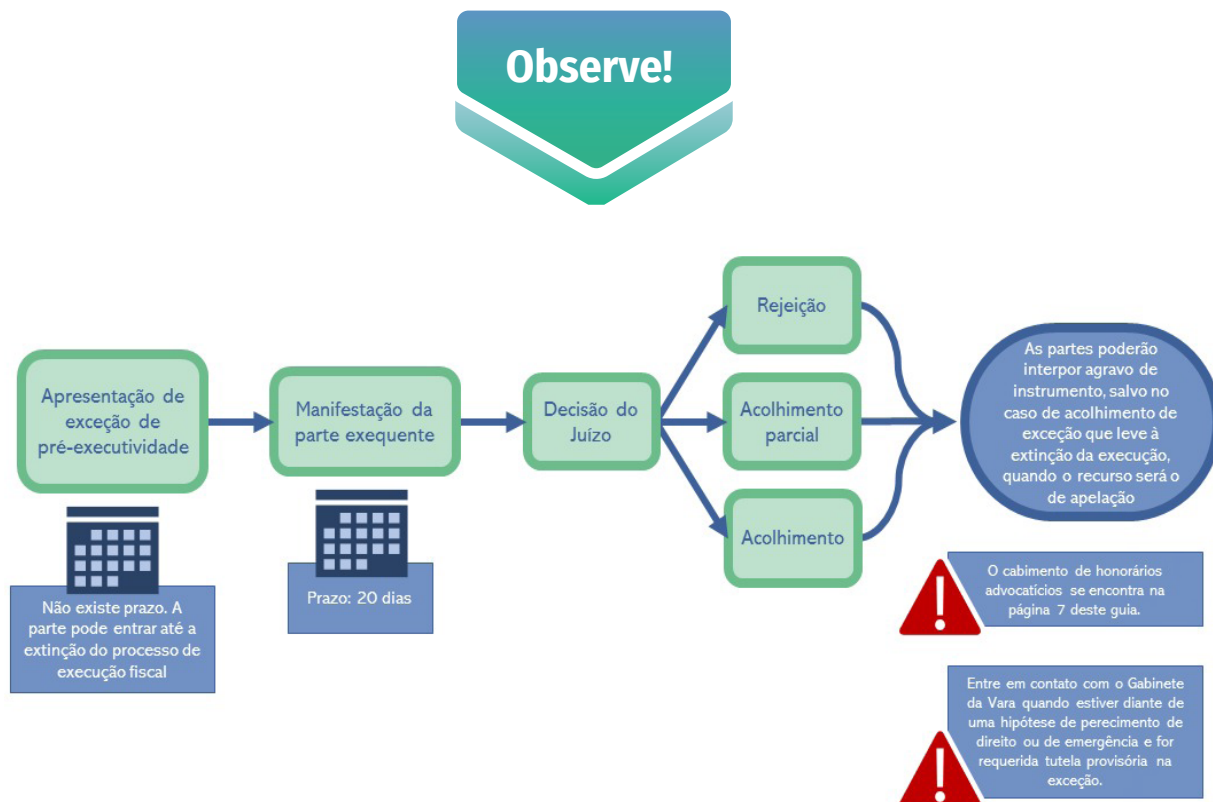 Observe!
Apresentação de
exceção de
pré-executividade
Não existe prazo. A
parte pode entrar até a
extinção do processo de
execução fiscal
Manifestação da
parte exequente
Prazo: 20 dias
Decisão do
Juízo
Rejeição
Acolhimento
parcial
Acolhimento
As partes poderão
interpor agravo de
instrumento, salvo no
caso de acolhimento de
exceção que leve à
extinção da execução,
quando o recurso será o
de apelação
O cabimento de honorários
advocatícios se encontra na
página 7 deste guia.
Entre em contato com o Gabinete
da Vara quando estiver diante de
uma hipótese de perecimento de
direito ou de emergência e for
requerida tutela provisória na
exceção.